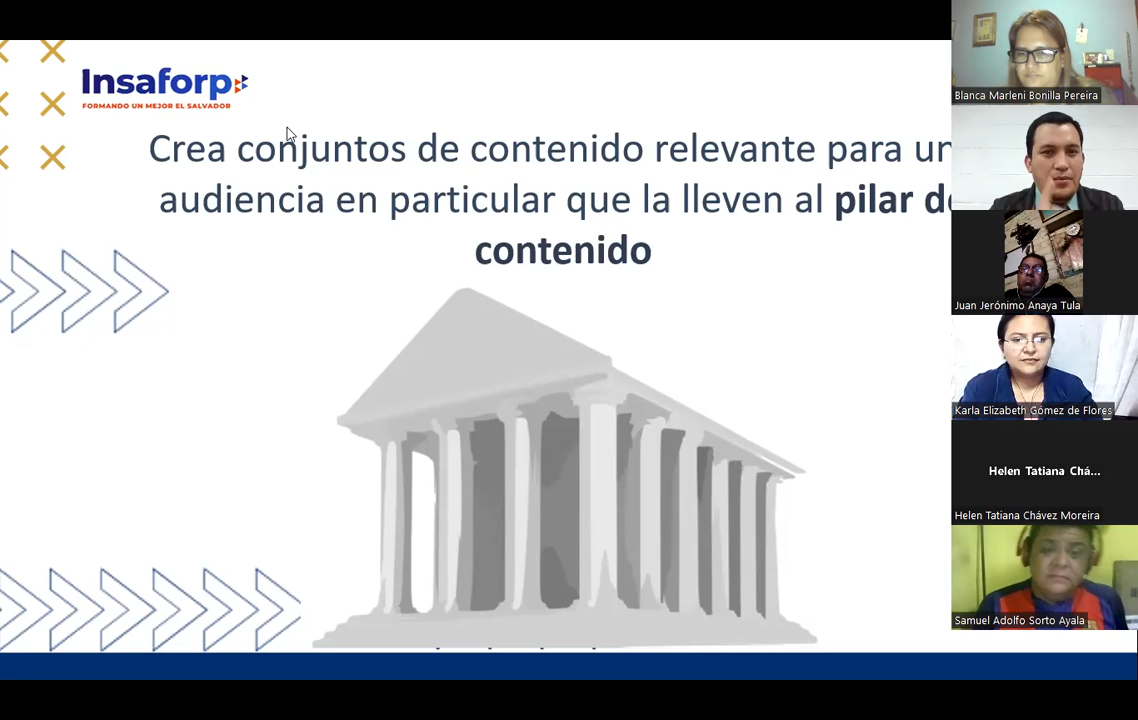 Insaforp
FORMANDO UN MEJOR EL SALVADOR
Crea conjuntos de contenido relevante para un
audiencia en particular que la lleven al pilar de
contenido
Blanca Marleni Bonilla Pereira
Juan Jerónimo Anaya Tula
Karla Elizabeth Gómez de Flores
Helen Tatiana Chá...
Helen Tatiana Chávez Moreira
Samuel Adolfo Sorto Ayala